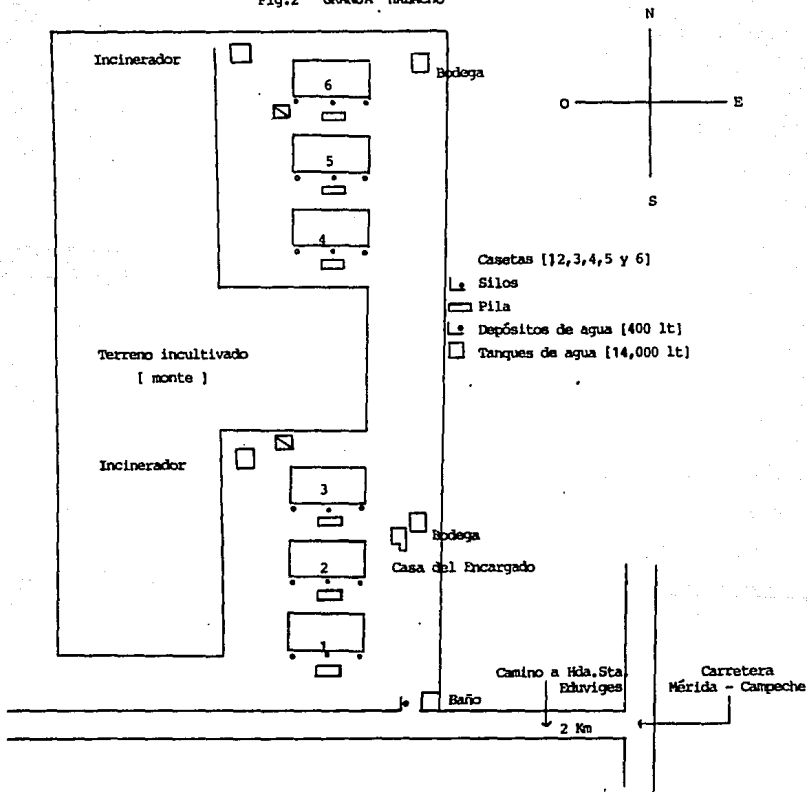 Fig.2 GRANJA HALACHO
N
Incinerador
Bodega
6
O
E
5
S
4
Casetas [12,3,4,5 y 6]
Silos
Pila
Depósitos de agua [400 lt]
Tanques de agua [14,000 lt]
Terreno incultivado
[ monte ]
Incinerador
3
Bodega
2
Casa del Encargado
1
Camino a Hda.Sta.
Eduviges
Carretera
Mérida - Campeche
Baño
2 Km